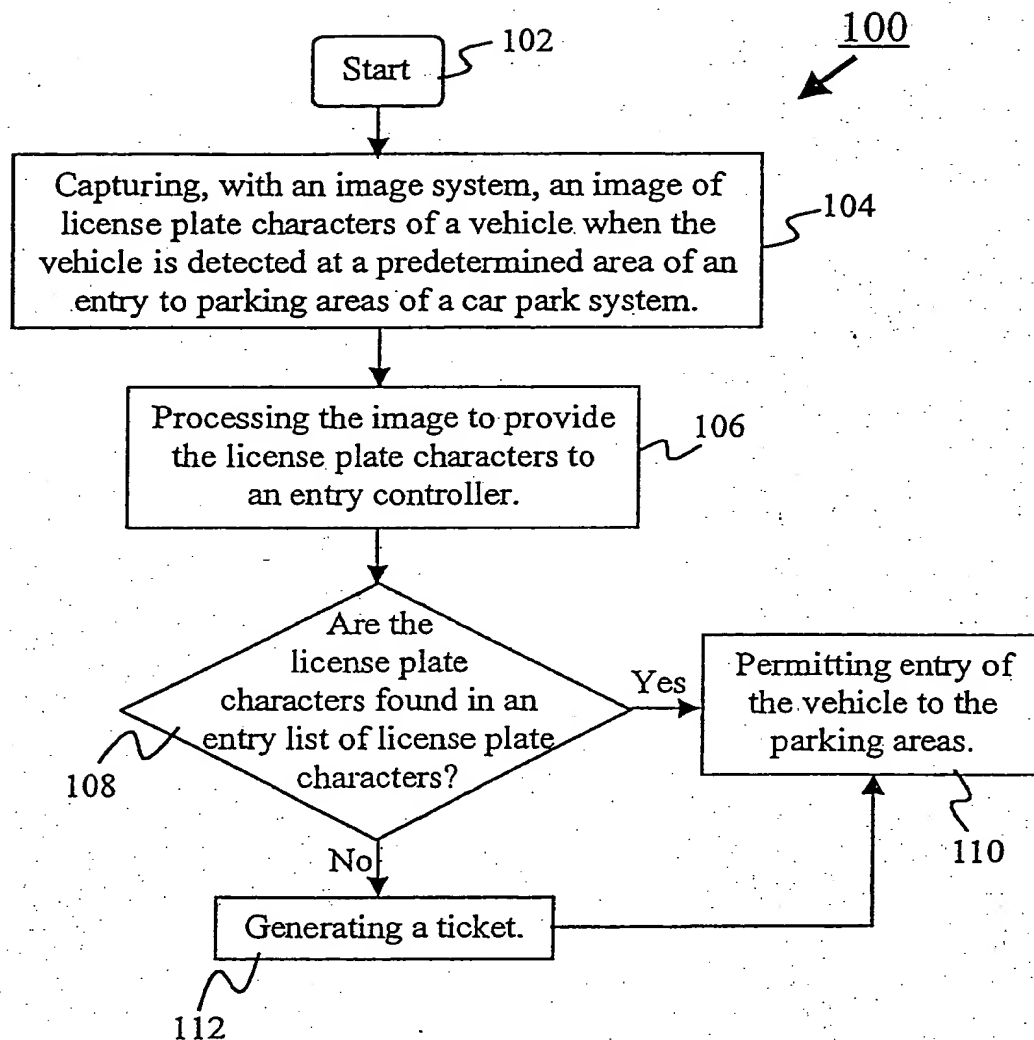 100
Start
102
Capturing, with an image system, an image of
license plate characters of a vehicle when the
vehicle is detected at a predetermined area of an
entry to parking areas of a car park system.
104
Processing the image to provide
the license plate characters to
an entry controller.
106
Are the
license plate
characters found in an
entry list of license plate
characters?
108
Yes
Permitting entry of
the vehicle to the
parking areas.
110
No
Generating a ticket.
112